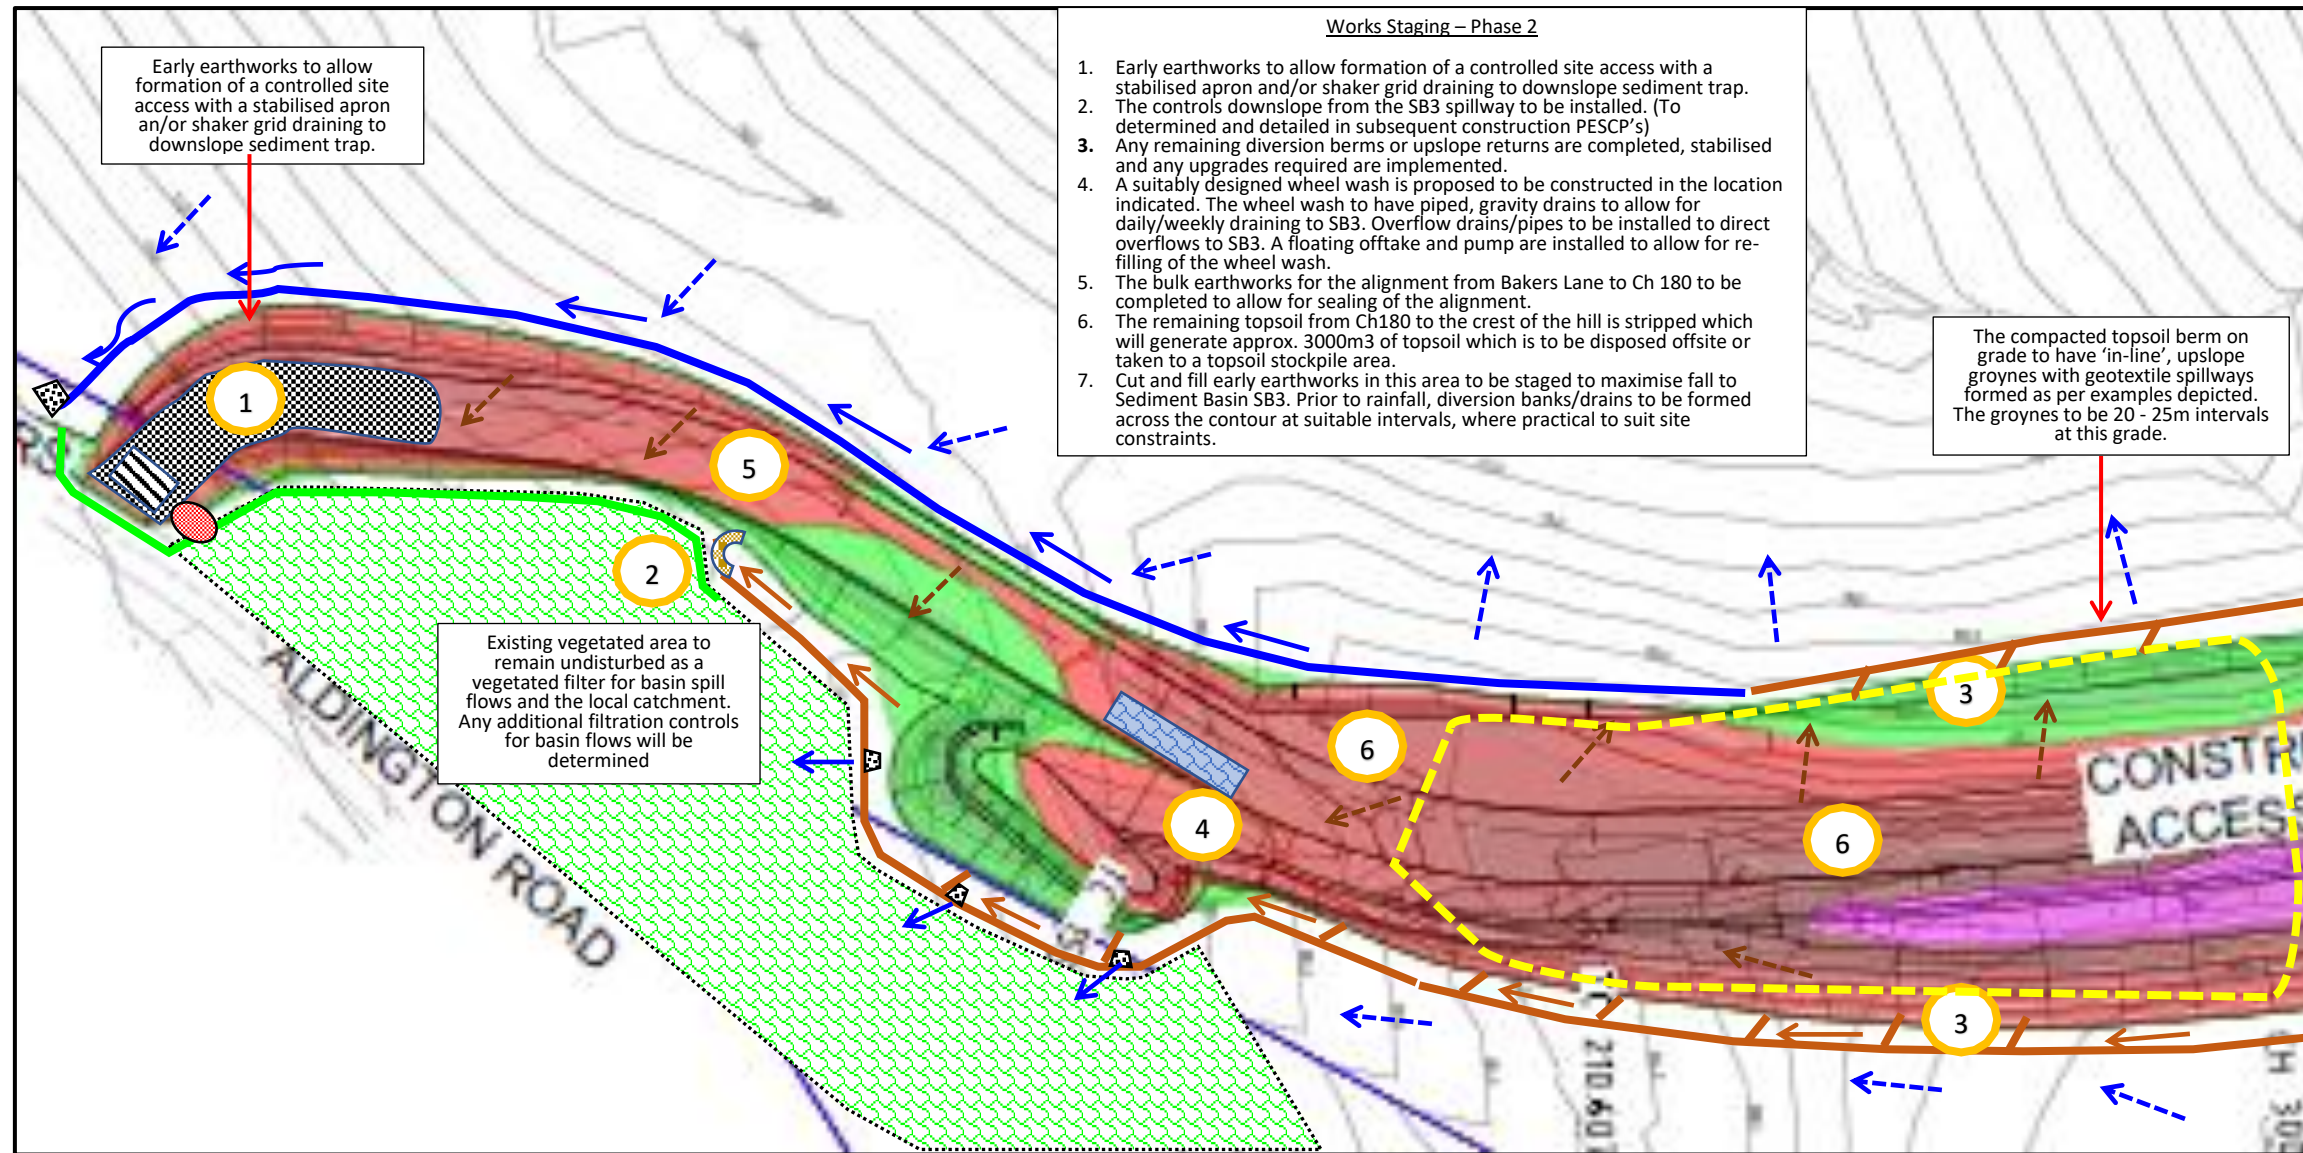 Works Staging – Phase 2
1. Early earthworks to allow formation of a controlled site access with a
stabilised apron and/or shaker grid draining to downslope sediment trap.
2. The controls downslope from the SB3 spillway to be installed. (To
determined and detailed in subsequent construction PESCP's)
3. Any remaining diversion berms or upslope returns are completed, stabilised
and any upgrades required are implemented.
4. A suitably designed wheel wash is proposed to be constructed in the location
indicated. The wheel wash to have piped, gravity drains to allow for
daily/weekly draining to SB3. Overflow drains/pipes to be installed to direct
overflows to SB3. A floating offtake and pump are installed to allow for re-
filling of the wheel wash.
5. The bulk earthworks for the alignment from Bakers Lane to Ch 180 to be
completed to allow for sealing of the alignment.
6. The remaining topsoil from Ch180 to the crest of the hill is stripped which
will generate approx. 3000m3 of topsoil which is to be disposed offsite or
taken to a topsoil stockpile area.
7. Cut and fill early earthworks in this area to be staged to maximise fall to
Sediment Basin SB3. Prior to rainfall, diversion banks/drains to be formed
across the contour at suitable intervals, where practical to suit site
constraints.
Early earthworks to allow
formation of a controlled site
access with a stabilised apron
an/or shaker grid draining to
downslope sediment trap.
The compacted topsoil berm on
grade to have 'in-line', upslope
groynes with geotextile spillways
formed as per examples depicted.
The groynes to be 20 - 25m intervals
at this grade.
1
5
2
Existing vegetated area to
remain undisturbed as a
vegetated filter for basin spill
flows and the local catchment.
Any additional filtration controls
for basin flows will be
determined
3
6
4
6
3
CONSTR
ACCESS
ALDINGTON ROAD